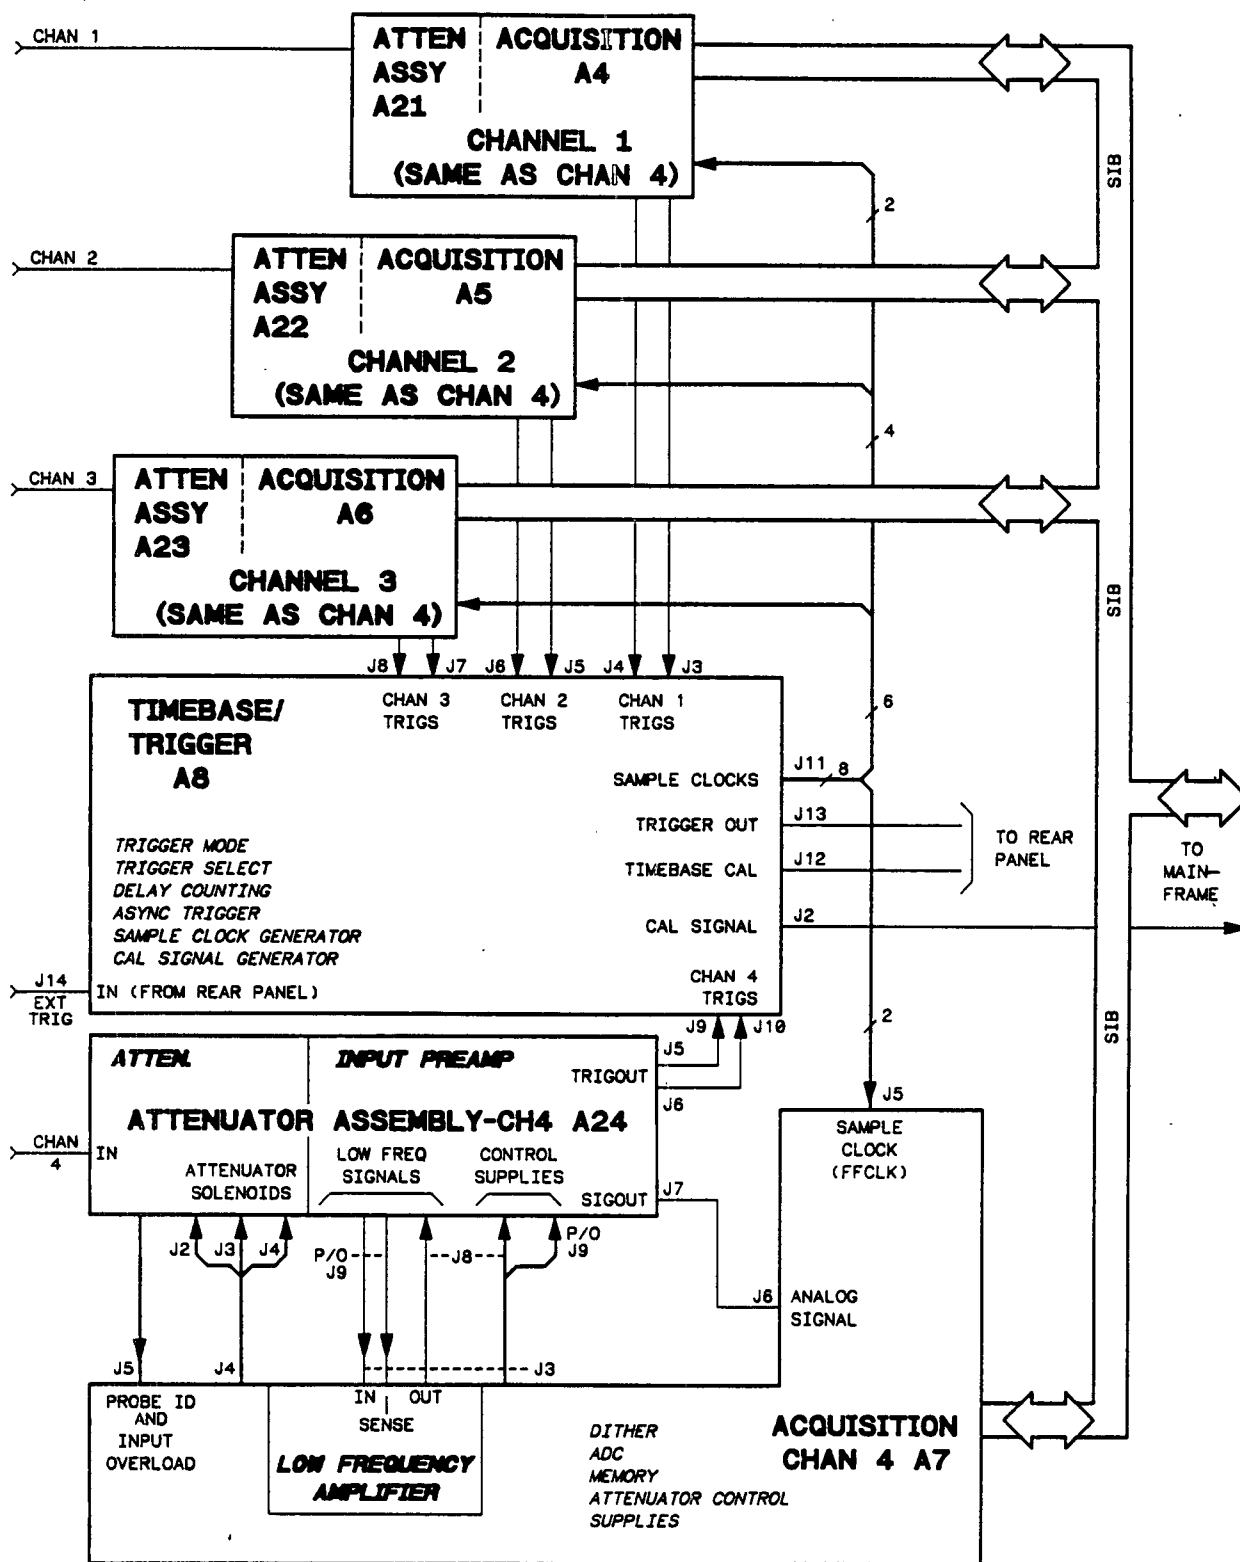 CHAN 1
ATTEN ACQUISITION
ASSY A4
A21
CHANNEL 1
(SAME AS CHAN 4)
SIB
2
CHAN 2
ATTEN ACQUISITION
ASSY A5
A22
CHANNEL 2
(SAME AS CHAN 4)
4
CHAN 3
ATTEN ACQUISITION
ASSY A6
A23
CHANNEL 3
(SAME AS CHAN 4)
SIB
J8 J7 J6 J5 J4 J3
CHAN 3 CHAN 2 CHAN 1
TRIGS TRIGS TRIGS
TIMEBASE/
TRIGGER
A8
6
J11
SAMPLE CLOCKS 8
J13
TRIGGER OUT
J12
TIMEBASE CAL
TO REAR
PANEL
TO
MAIN-
FRAME
J2
CAL SIGNAL
TRIGGER MODE
TRIGGER SELECT
DELAY COUNTING
ASYNC TRIGGER
SAMPLE CLOCK GENERATOR
CAL SIGNAL GENERATOR
J14
EXT
TRIG
IN (FROM REAR PANEL)
CHAN 4
TRIGS
J9 J10
2
SIB
ATTEN. INPUT PREAMP
J5
TRIGOUT
J6
ATTENUATOR ASSEMBLY-CH4 A24
CHAN
4
IN
ATTENUATOR
SOLENOIDS
LOW FREQ
SIGNALS
CONTROL
SUPPLIES
SIGOUT
J7
J5
SAMPLE
CLOCK
(FFCLK)
J2 J3 J4
P/O
J9
J8
P/O
J9
J6
ANALOG
SIGNAL
J5 J4 J3
PROBE ID
AND
INPUT
OVERLOAD
IN OUT
SENSE
LOW FREQUENCY
AMPLIFIER
DITHER
ADC
MEMORY
ATTENUATOR CONTROL
SUPPLIES
ACQUISITION
CHAN 4 A7